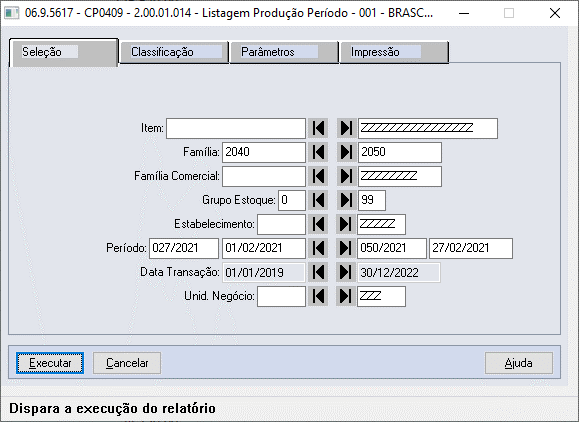 06.9.5617 - CP0409 - 2.00.01.014 - Listagem Produção Período - 001 - BRASC...
Seleção Classificação Parâmetros Impressão
Item: ZZZZZZZZZZZZZZZZ
Família: 2040 2050
Família Comercial: ZZZZZZZZ
Grupo Estoque: 0 99
Estabelecimento: ZZZZZ
Período: 027/2021 01/02/2021 050/2021 27/02/2021
Data Transação: 01/01/2019 30/12/2022
Unid. Negócio: ZZZ
Executar Cancelar Ajuda
Dispara a execução do relatório